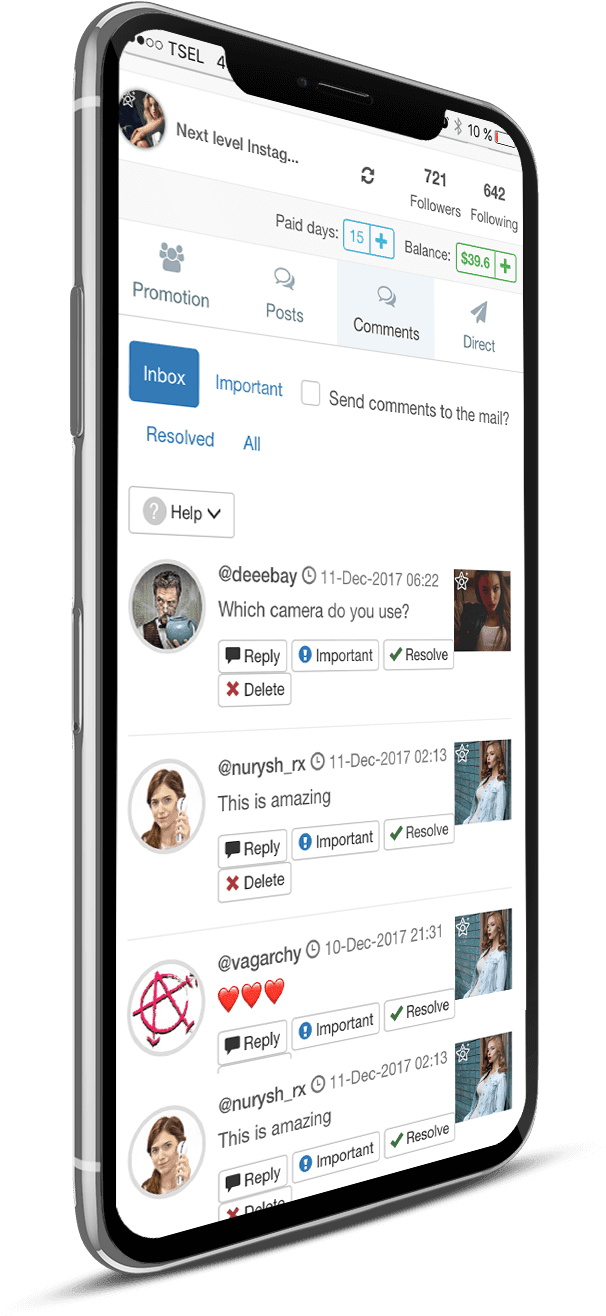 TSEL 4
10 %
Next level Instag...
721
Followers
642
Following
Paid days: 15
Balance: $39.6
Promotion
Posts
Comments
Direct
Inbox
Important
Send comments to the mail?
Resolved
All
? Help
@deeebay 11-Dec-2017 06:22
Which camera do you use?
Reply
Important
Resolve
Delete
@nurysh_rx 11-Dec-2017 02:13
This is amazing
Reply
Important
Resolve
Delete
@vagarchy 10-Dec-2017 21:31
❤️❤️❤️
Reply
Important
Resolve
@nurysh_rx 11-Dec-2017 02:13
This is amazing
Reply
Important
Resolve
Delete